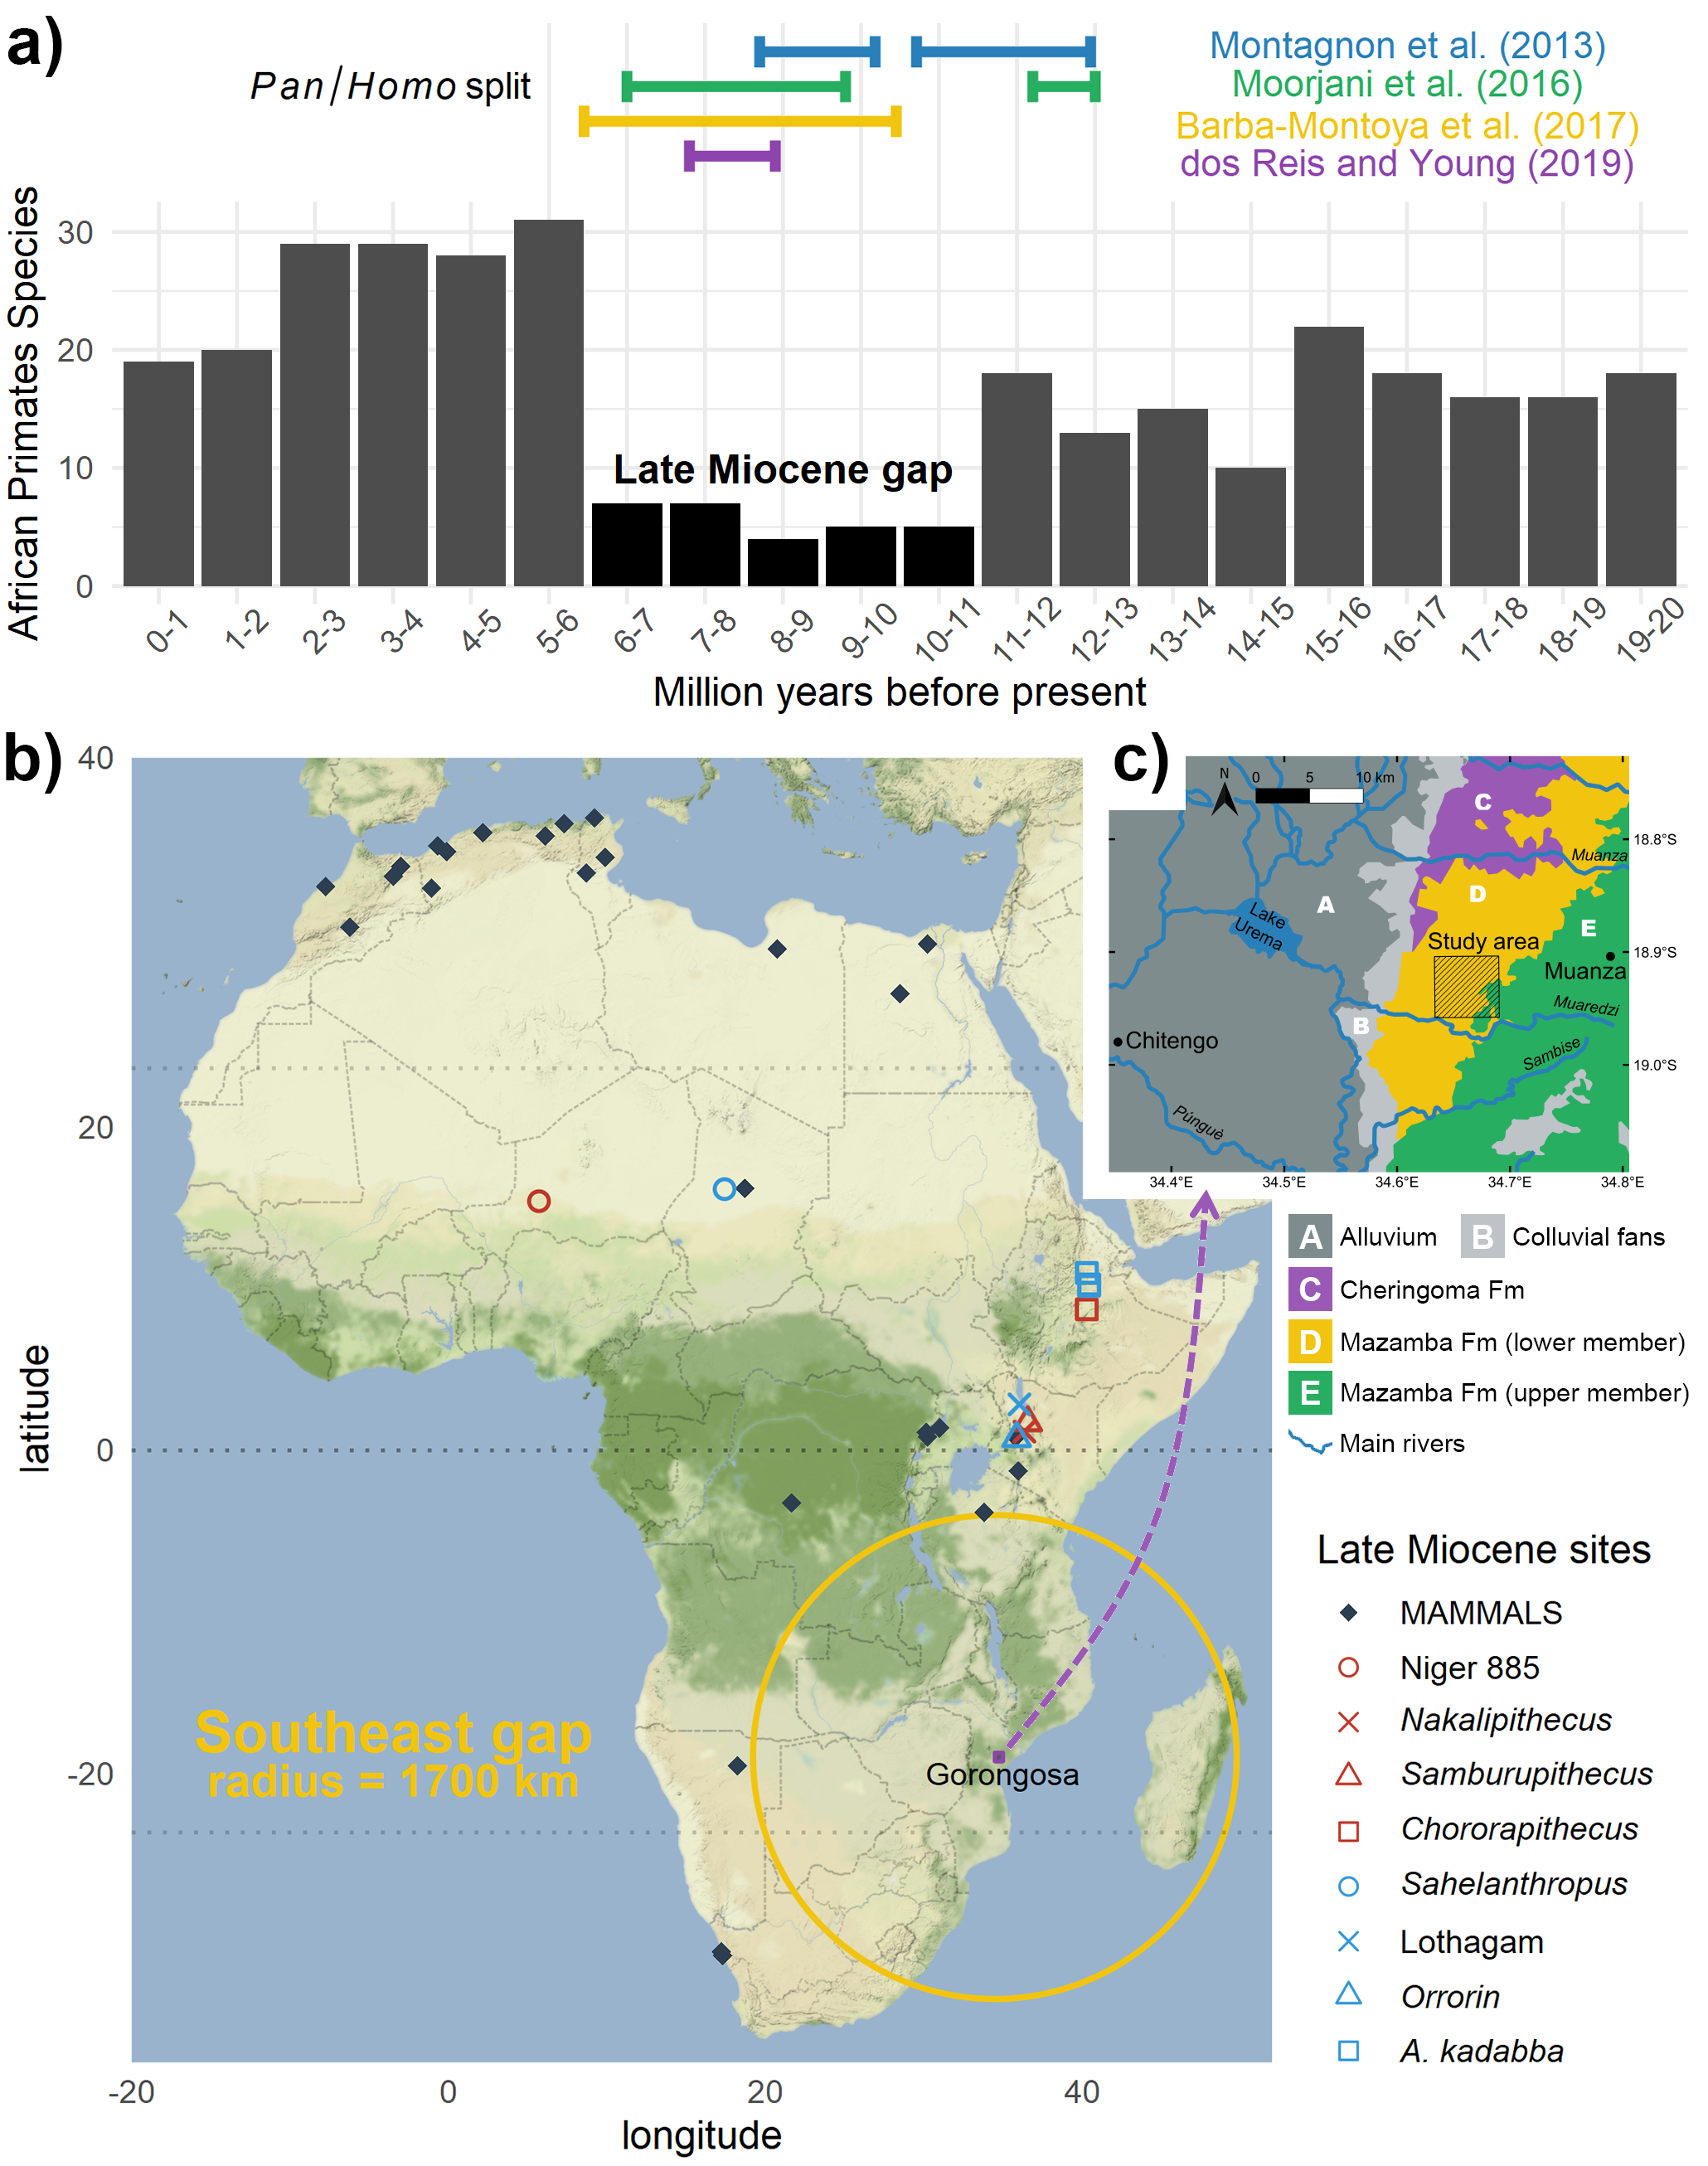 a)
Pan/Homo split
Montagnon et al. (2013)
Moorjani et al. (2016)
Barba-Montoya et al. (2017)
dos Reis and Young (2019)
African Primates Species
30
20
10
0
Late Miocene gap
0-1
1-2
2-3
3-4
4-5
5-6
6-7
7-8
8-9
9-10
10-11
11-12
12-13
13-14
14-15
15-16
16-17
17-18
18-19
19-20
Million years before present
b)
40
20
0
-20
latitude
-20
0
20
40
longitude
Southeast gap
radius = 1700 km
Gorongosa
c)
N
0
5
10 km
C
Muanza
D
A
E
Lake
Urema
Study area
Muanza
Muaredzi
B
Chitengo
Sambise
Púnguè
18.8°S
18.9°S
19.0°S
34.4°E
34.5°E
34.6°E
34.7°E
34.8°E
A Alluvium
B Colluvial fans
C Cheringoma Fm
D Mazamba Fm (lower member)
E Mazamba Fm (upper member)
Main rivers
Late Miocene sites
MAMMALS
Niger 885
Nakalipithecus
Samburupithecus
Chororapithecus
Sahelanthropus
Lothagam
Orrorin
A. kadabba